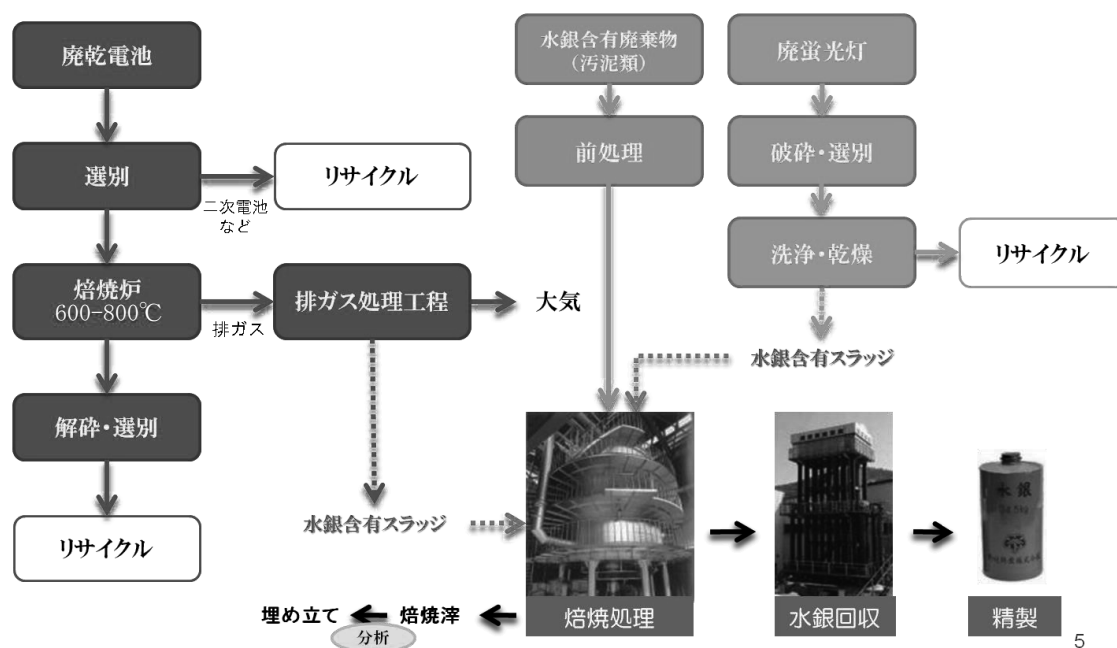 廃乾電池
水銀含有廃棄物
(汚泥類)
廃蛍光灯
選別
リサイクル
二次電池
など
前処理
破砕・選別
焙焼炉
600-800℃
排ガス
排ガス処理工程
大気
洗浄・乾燥
リサイクル
水銀含有スラッジ
解砕・選別
水銀含有スラッジ
リサイクル
水銀
34.5kg
埋め立て
焙焼滓
分析
焙焼処理
水銀回収
精製
5